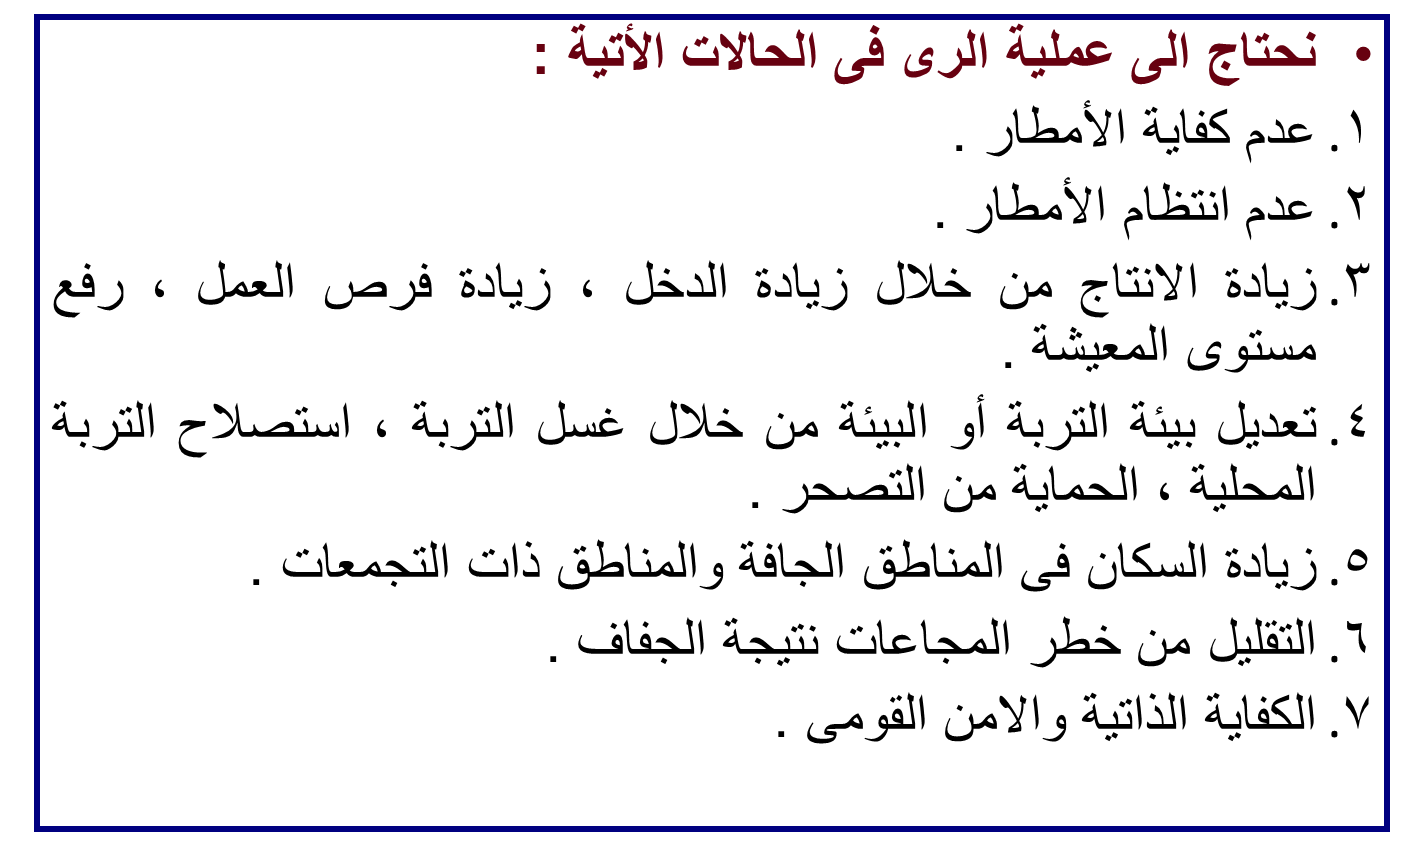 • نحتاج الى عملية الرى فى الحالات الأتية :
١. عدم كفاية الأمطار .
٢. عدم انتظام الأمطار .
٣. زيادة الانتاج من خلال زيادة الدخل ، زيادة فرص العمل ، رفع
مستوى المعيشة .
٤. تعديل بيئة التربة أو البيئة من خلال غسل التربة ، استصلاح التربة
المحلية ، الحماية من التصحر .
٥. زيادة السكان فى المناطق الجافة والمناطق ذات التجمعات .
٦. التقليل من خطر المجاعات نتيجة الجفاف .
٧. الكفاية الذاتية والامن القومى .